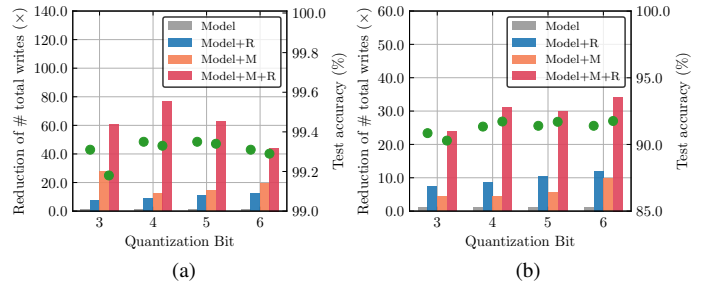 Reduction of # total writes (×)
140.0
120.0
100.0
80.0
60.0
40.0
20.0
0.0
3 4 5 6
Quantization Bit
Model
Model+R
Model+M
Model+M+R
100.0
99.8
99.6
99.4
99.2
99.0
Test accuracy (%)
(a)
Reduction of # total writes (×)
60.0
50.0
40.0
30.0
20.0
10.0
0.0
3 4 5 6
Quantization Bit
Model
Model+R
Model+M
Model+M+R
100.0
95.0
90.0
85.0
Test accuracy (%)
(b)